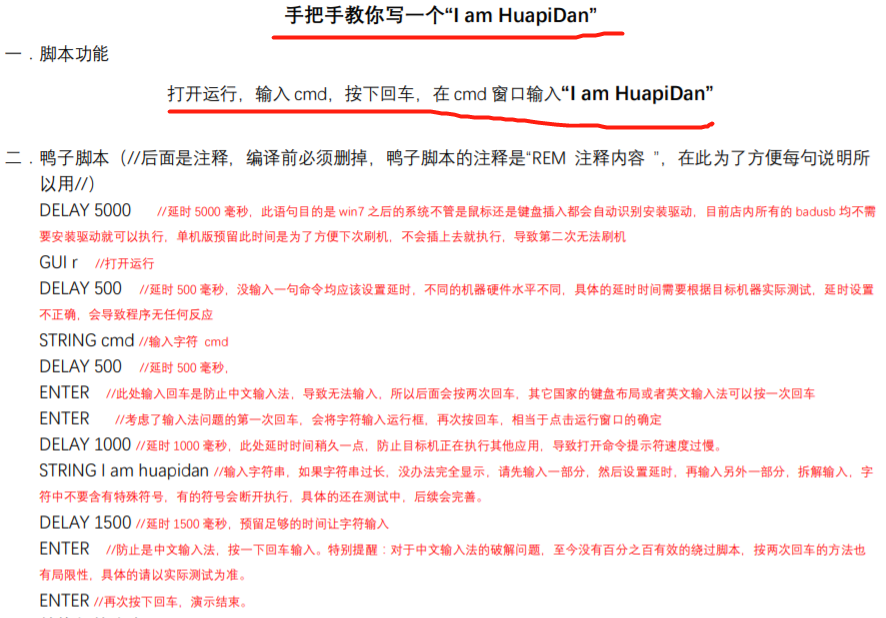 手把手教你写一个“I am HuapiDan”
一．脚本功能
打开运行，输入 cmd，按下回车，在 cmd 窗口输入“I am HuapiDan”
二．鸭子脚本（//后面是注释，编译前必须删掉，鸭子脚本的注释是“REM 注释内容 ”，在此为了方便每句说明所
以用//）
DELAY 5000 //延时 5000 毫秒，此语句目的是 win7 之后的系统不管是鼠标还是键盘插入都会自动识别安装驱动，目前店内所有的 badusb 均不需
要安装驱动就可以执行，单机版预留此时间是为了方便下次刷机，不会插上去就执行，导致第二次无法刷机
GUI r //打开运行
DELAY 500 //延时 500 毫秒，没输入一句命令均应该设置延时，不同的机器硬件水平不同，具体的延时时间需要根据目标机器实际测试，延时设置
不正确，会导致程序无任何反应
STRING cmd //输入字符 cmd
DELAY 500 //延时 500 毫秒，
ENTER //此处输入回车是防止中文输入法，导致无法输入，所以后面会按两次回车，其它国家的键盘布局或者英文输入法可以按一次回车
ENTER //考虑了输入法问题的第一次回车，会将字符输入运行框，再次按回车，相当于点击运行窗口的确定
DELAY 1000 //延时 1000 毫秒，此处延时时间稍久一点，防止目标机正在执行其他应用，导致打开命令提示符速度过慢。
STRING I am huapidan //输入字符串，如果字符串过长，没办法完全显示，请先输入一部分，然后设置延时，再输入另外一部分，拆解输入，字
符中不要含有特殊符号，有的符号会断开执行，具体的还在测试中，后续会完善。
DELAY 1500 //延时 1500 毫秒，预留足够的时间让字符输入
ENTER //防止是中文输入法，按一下回车输入。特别提醒：对于中文输入法的破解问题，至今没有百分之百有效的绕过脚本，按两次回车的方法也
有局限性，具体的请以实际测试为准。
ENTER //再次按下回车，演示结束。